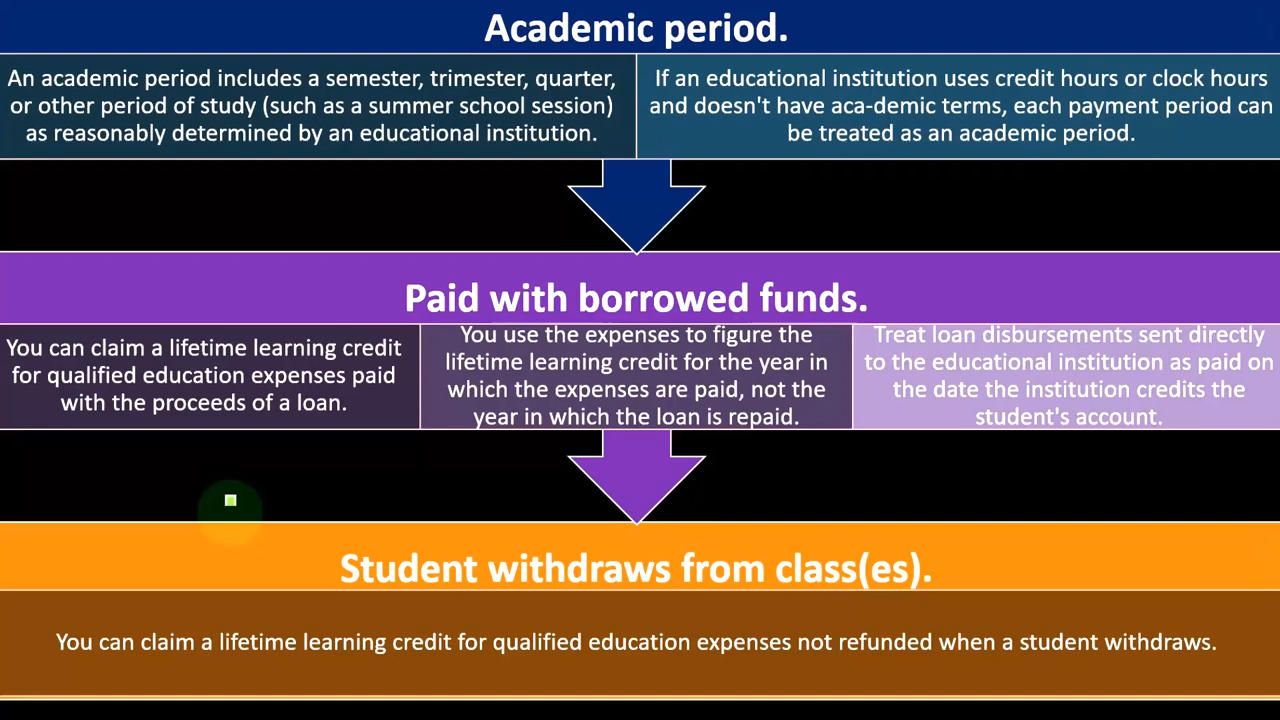 Academic period.
An academic period includes a semester, trimester, quarter,
or other period of study (such as a summer school session)
as reasonably determined by an educational institution.
If an educational institution uses credit hours or clock hours
and doesn't have aca-demic terms, each payment period can
be treated as an academic period.
Paid with borrowed funds.
You can claim a lifetime learning credit
for qualified education expenses paid
with the proceeds of a loan.
You use the expenses to figure the
lifetime learning credit for the year in
which the expenses are paid, not the
year in which the loan is repaid.
Treat loan disbursements sent directly
to the educational institution as paid on
the date the institution credits the
student's account.
Student withdraws from class(es).
You can claim a lifetime learning credit for qualified education expenses not refunded when a student withdraws.